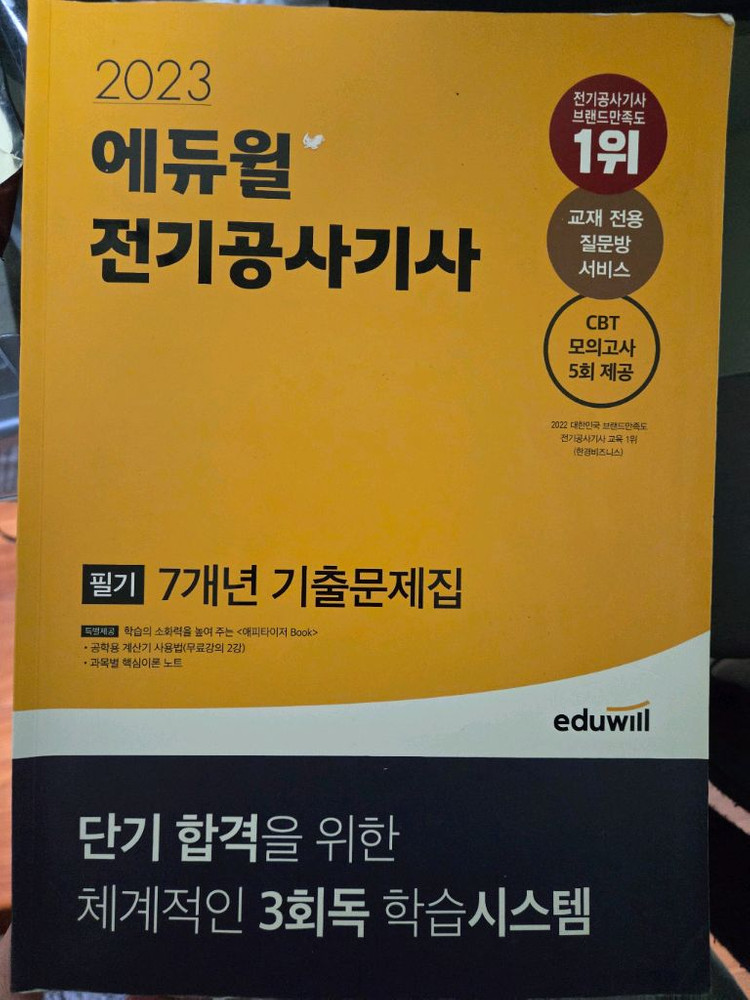 2023
에듀윌
전기공사기사
전기공사기사
브랜드만족도
1위
교재 전용
질문방
서비스
CBT
모의고사
5회 제공
2022 대한민국 브랜드만족도
전기공사기사 교육 1위
(한경비즈니스)
필기 7개년 기출문제집
특별제공 학습의 소화력을 높여 주는 <애피타이저 Book>
• 공학용 계산기 사용법(무료강의 2강)
• 과목별 핵심이론 노트
eduwill
단기 합격을 위한
체계적인 3회독 학습시스템